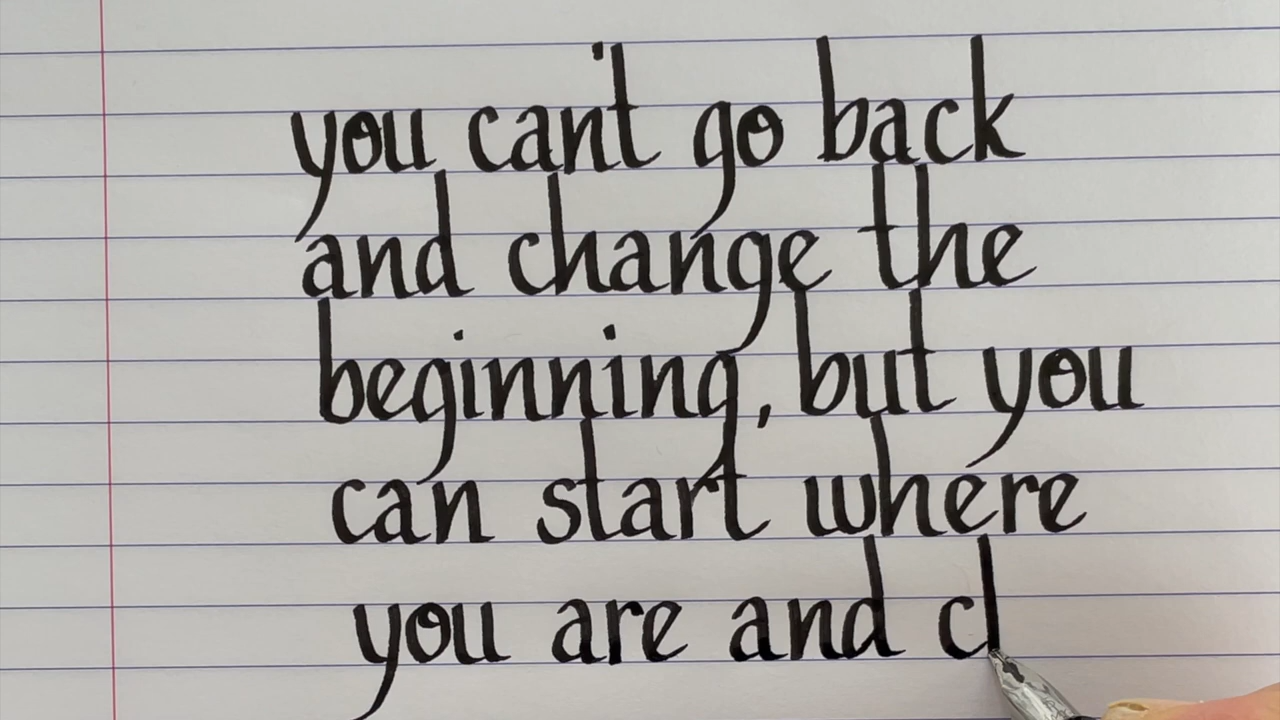 you can't go back
and change the
beginning, but you
can start where
you are and cl